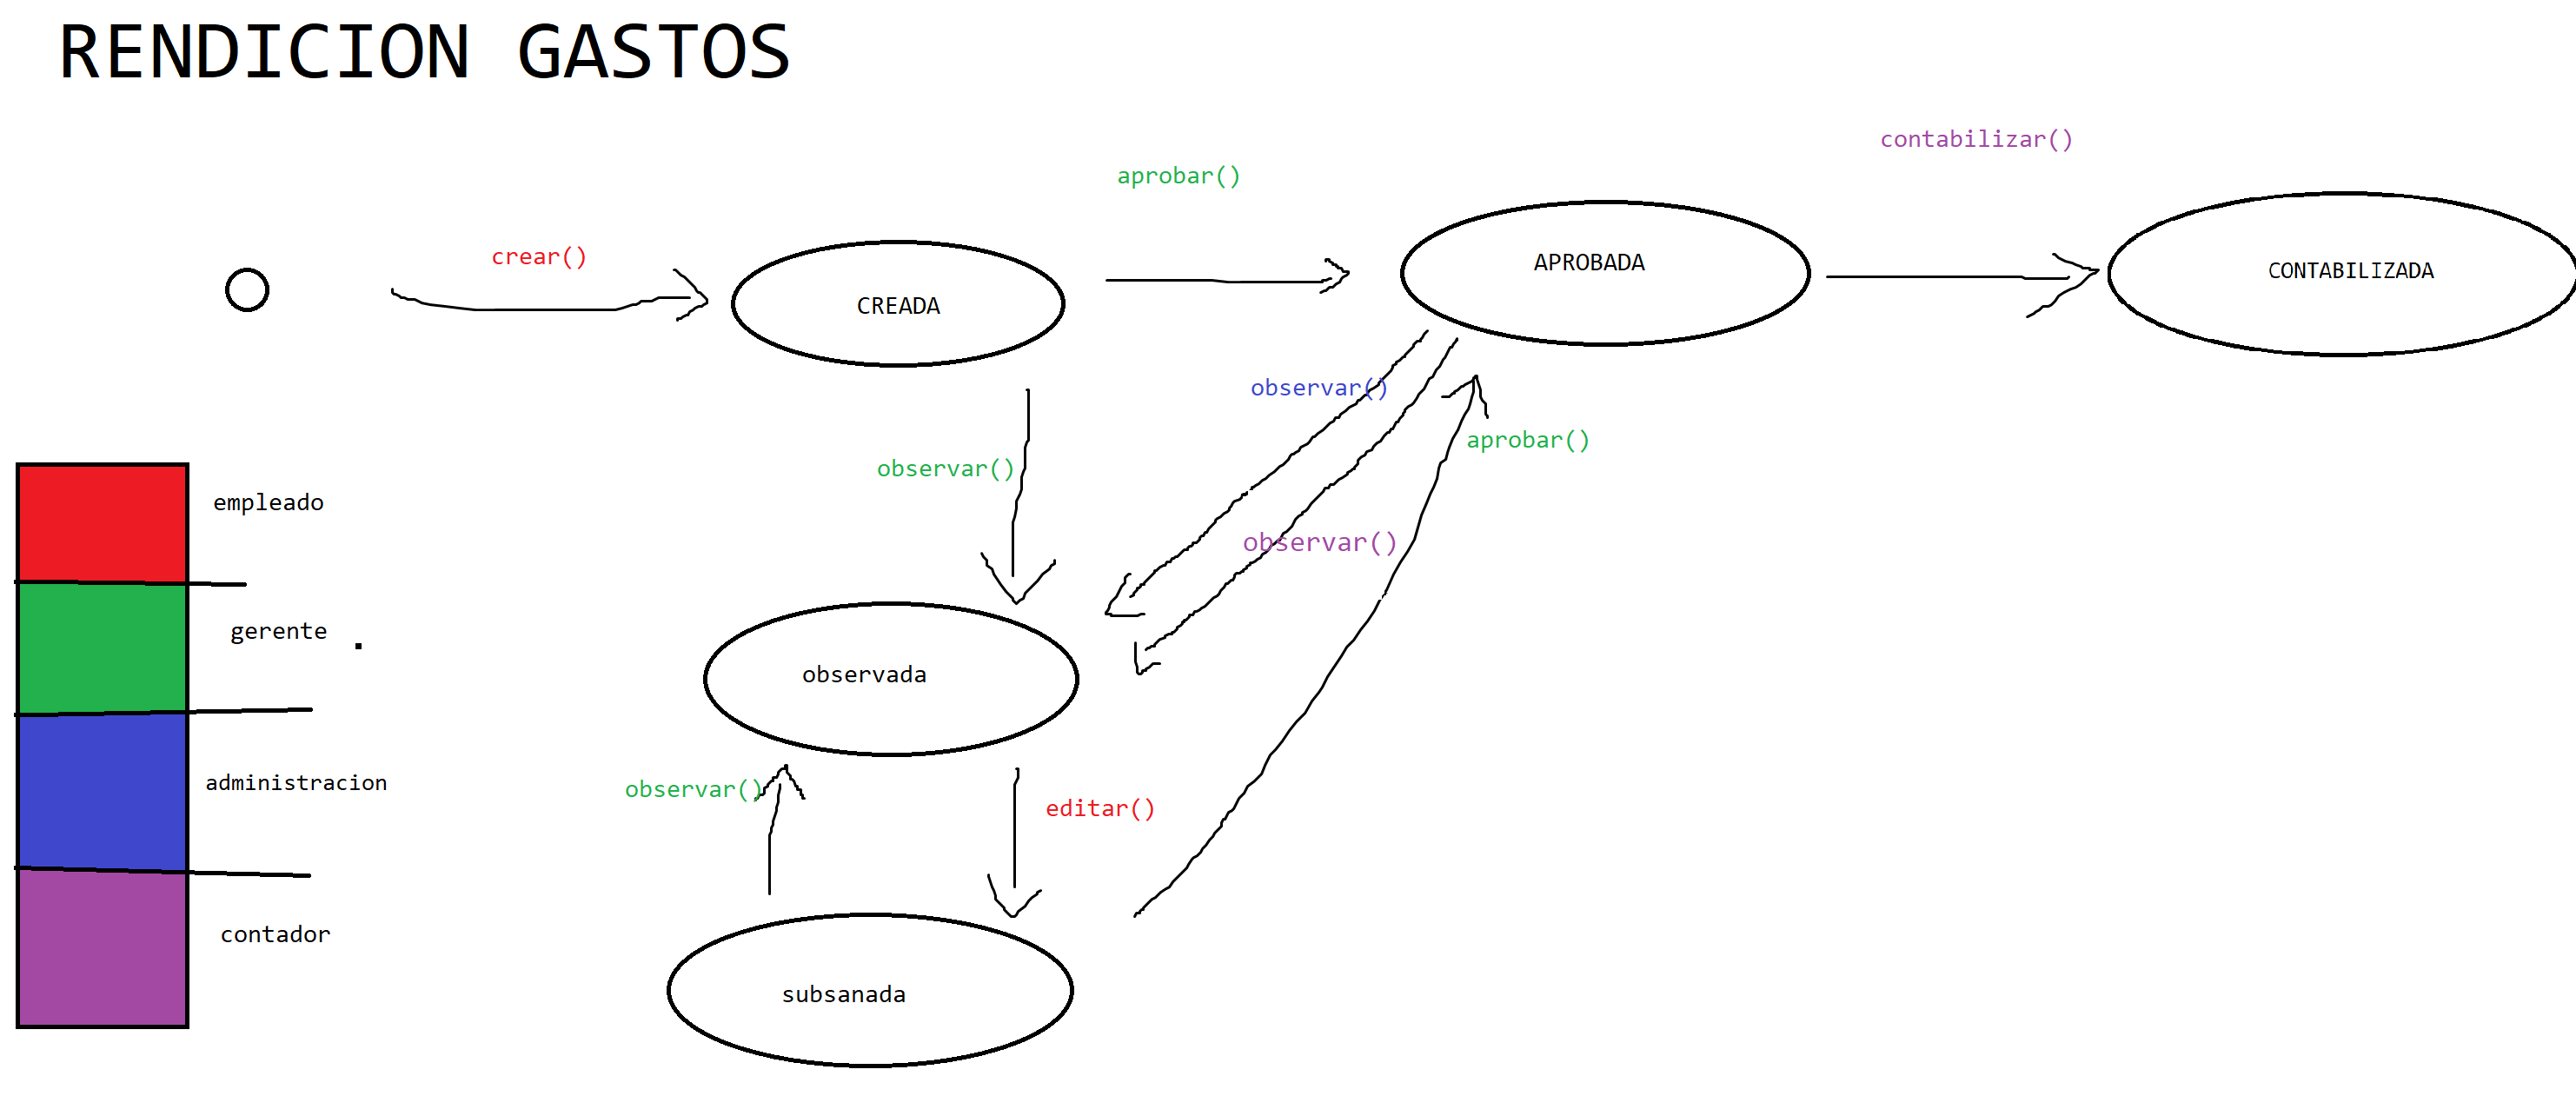 RENDICION GASTOS
contabilizar()
aprobar()
crear()
APROBADA
CONTABILIZADA
CREADA
observar()
aprobar()
observar()
empleado
observar()
gerente
observada
administracion
observar()
editar()
contador
subsanada